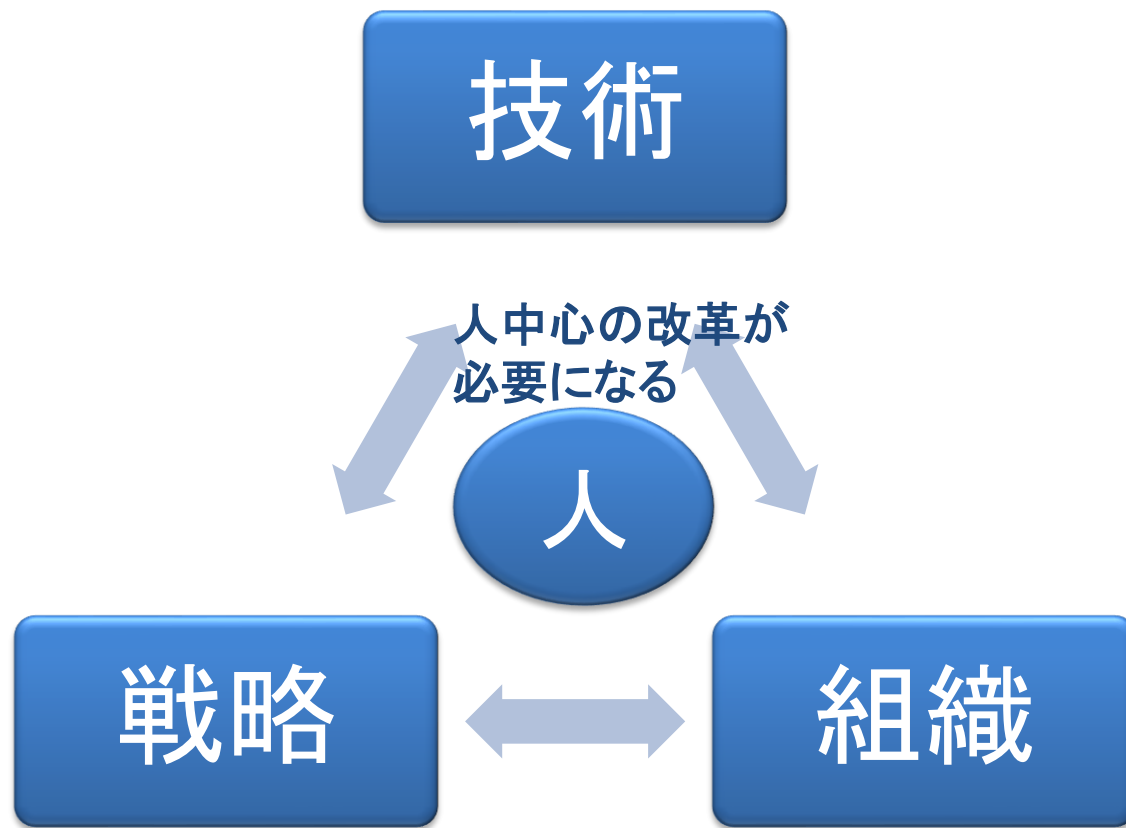 技術
人中心の改革が
必要になる
人
戦略
組織